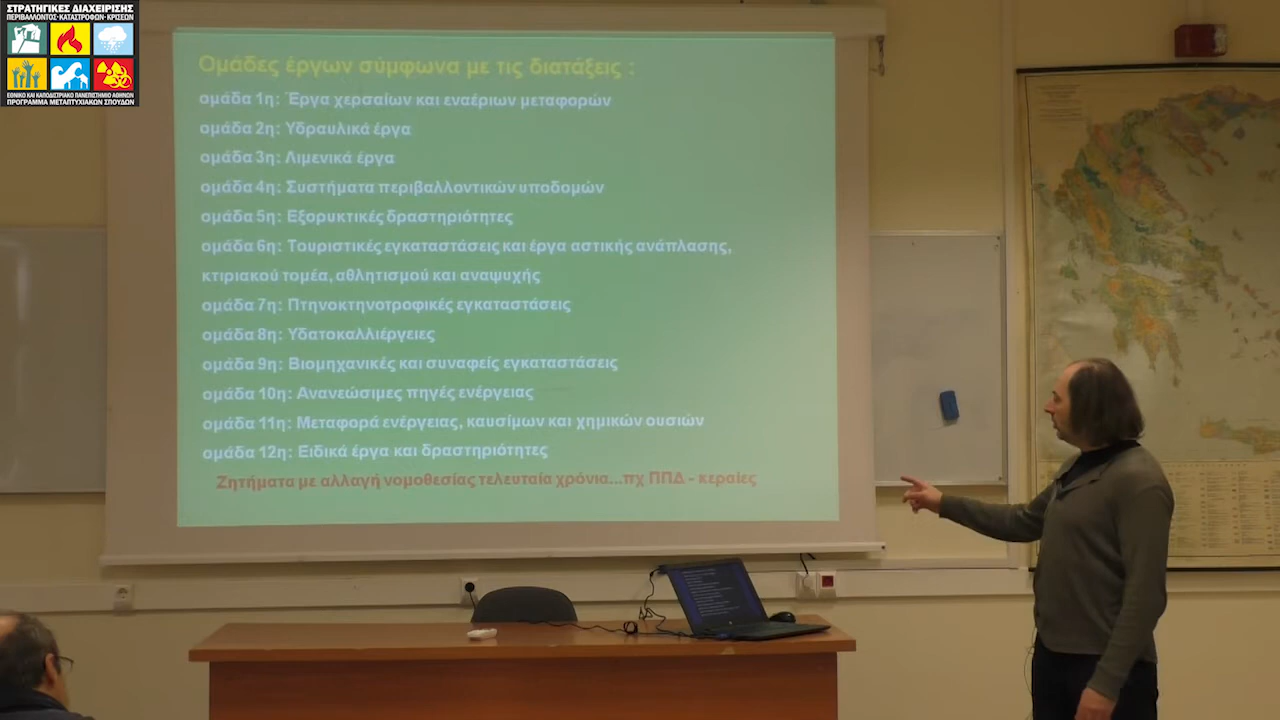 ΣΤΡΑΤΗΓΙΚΕΣ ΔΙΑΧΕΙΡΙΣΗΣ
ΠΕΡΙΒΑΛΛΟΝΤΟΣ·ΚΑΤΑΣΤΡΟΦΩΝ·ΚΡΙΣΕΩΝ
ΕΘΝΙΚΟ ΚΑΙ ΚΑΠΟΔΙΣΤΡΙΑΚΟ ΠΑΝΕΠΙΣΤΗΜΙΟ ΑΘΗΝΩΝ
ΠΡΟΓΡΑΜΜΑ ΜΕΤΑΠΤΥΧΙΑΚΩΝ ΣΠΟΥΔΩΝ
Ομάδες έργων σύμφωνα με τις διατάξεις :
ομάδα 1η: Έργα χερσαίων και εναέριων μεταφορών
ομάδα 2η: Υδραυλικά έργα
ομάδα 3η: Λιμενικά έργα
ομάδα 4η: Συστήματα περιβαλλοντικών υποδομών
ομάδα 5η: Εξορυκτικές δραστηριότητες
ομάδα 6η: Τουριστικές εγκαταστάσεις και έργα αστικής ανάπλασης,
κτιριακού τομέα, αθλητισμού και αναψυχής
ομάδα 7η: Πτηνοκτηνοτροφικές εγκαταστάσεις
ομάδα 8η: Υδατοκαλλιέργειες
ομάδα 9η: Βιομηχανικές και συναφείς εγκαταστάσεις
ομάδα 10η: Ανανεώσιμες πηγές ενέργειας
ομάδα 11η: Μεταφορά ενέργειας, καυσίμων και χημικών ουσιών
ομάδα 12η: Ειδικά έργα και δραστηριότητες
Ζητήματα με αλλαγή νομοθεσίας τελευταία χρόνια...πχ ΠΠΔ - κεραίες